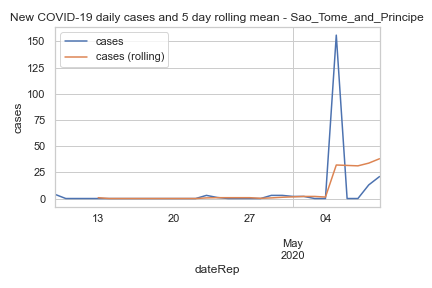 New COVID-19 daily cases and 5 day rolling mean - Sao_Tome_and_Principe
cases
cases (rolling)
150
125
100
75
50
25
0
cases
13 20 27 04
May
2020
dateRep